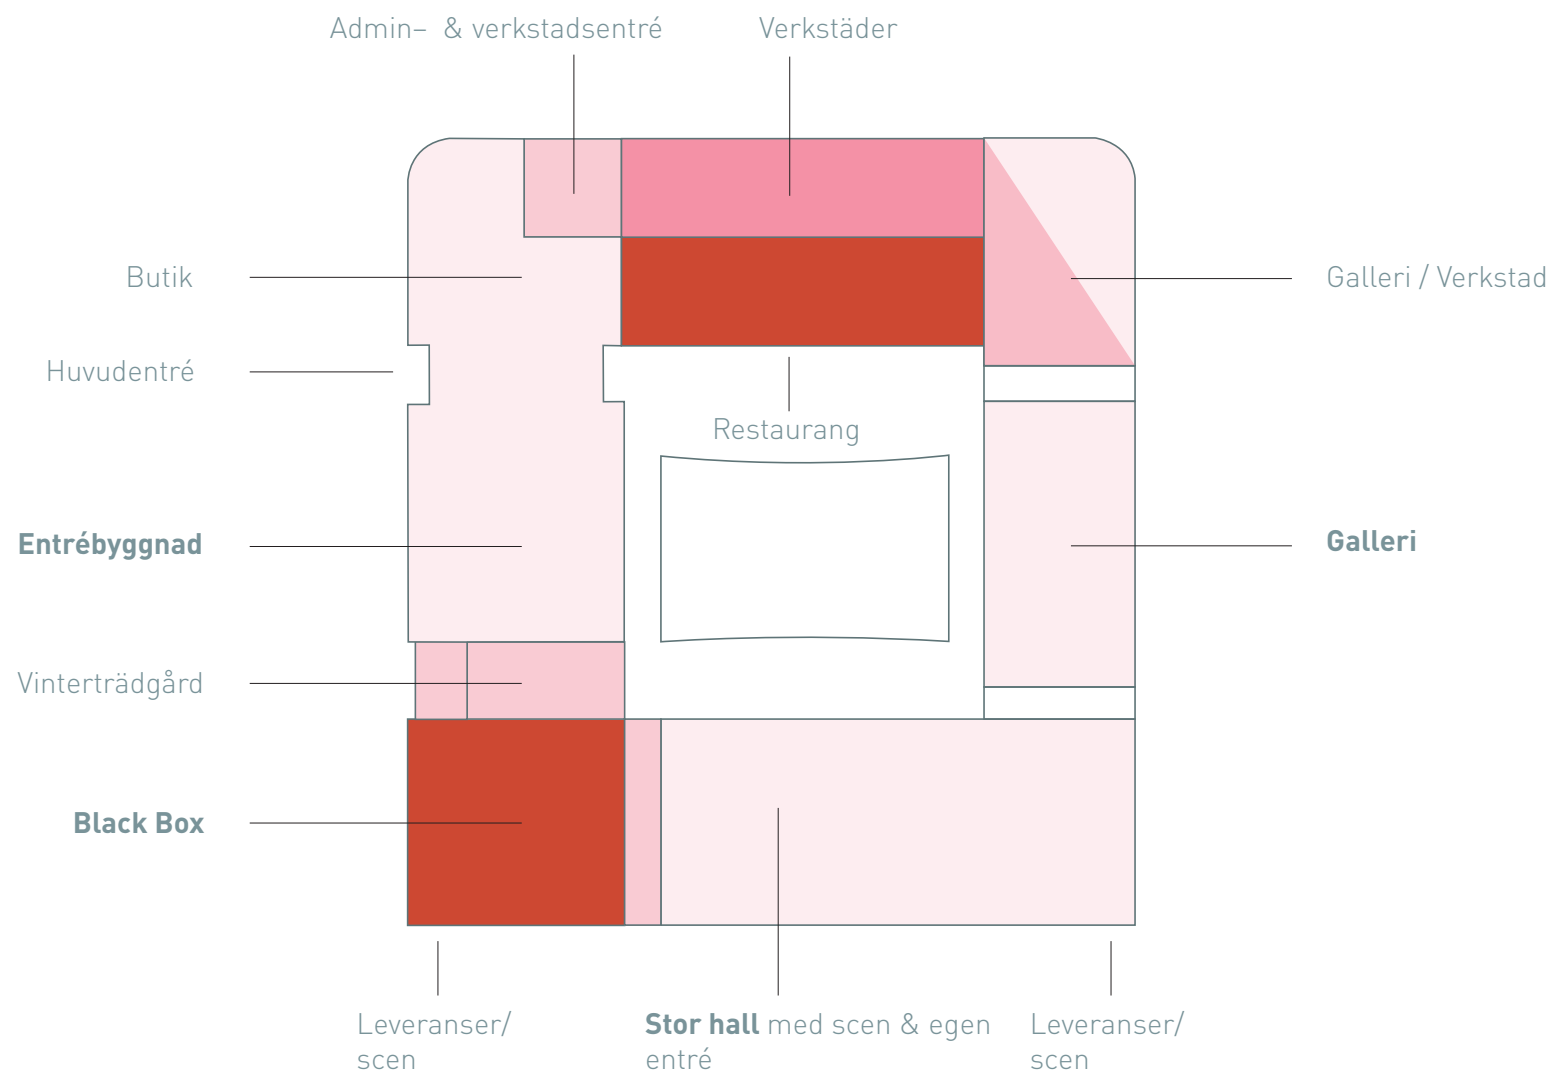 Admin– & verkstadsentré
Verkstäder
Butik
Galleri / Verkstad
Huvudentré
Restaurang
Entrébyggnad
Galleri
Vinterträdgård
Black Box
Leveranser/
scen
Stor hall med scen & egen
entré
Leveranser/
scen